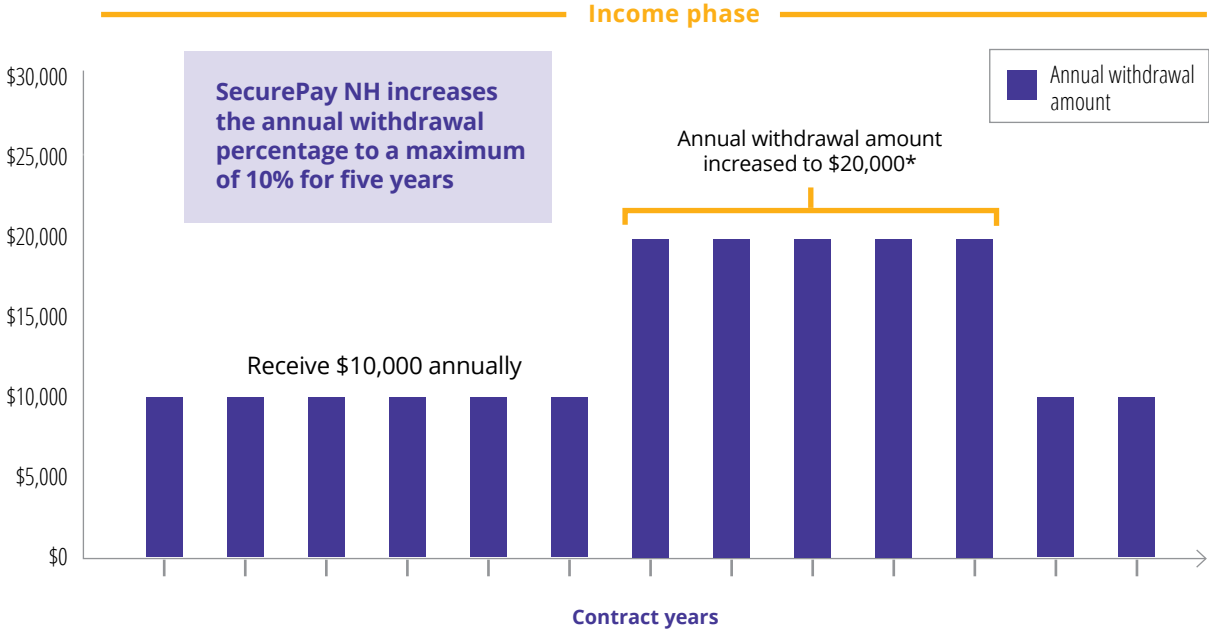 Income phase
$30,000
$25,000
$20,000
$15,000
$10,000
$5,000
$0
SecurePay NH increases
the annual withdrawal
percentage to a maximum
of 10% for five years
Annual withdrawal
amount
Annual withdrawal amount
increased to $20,000*
Receive $10,000 annually
Contract years